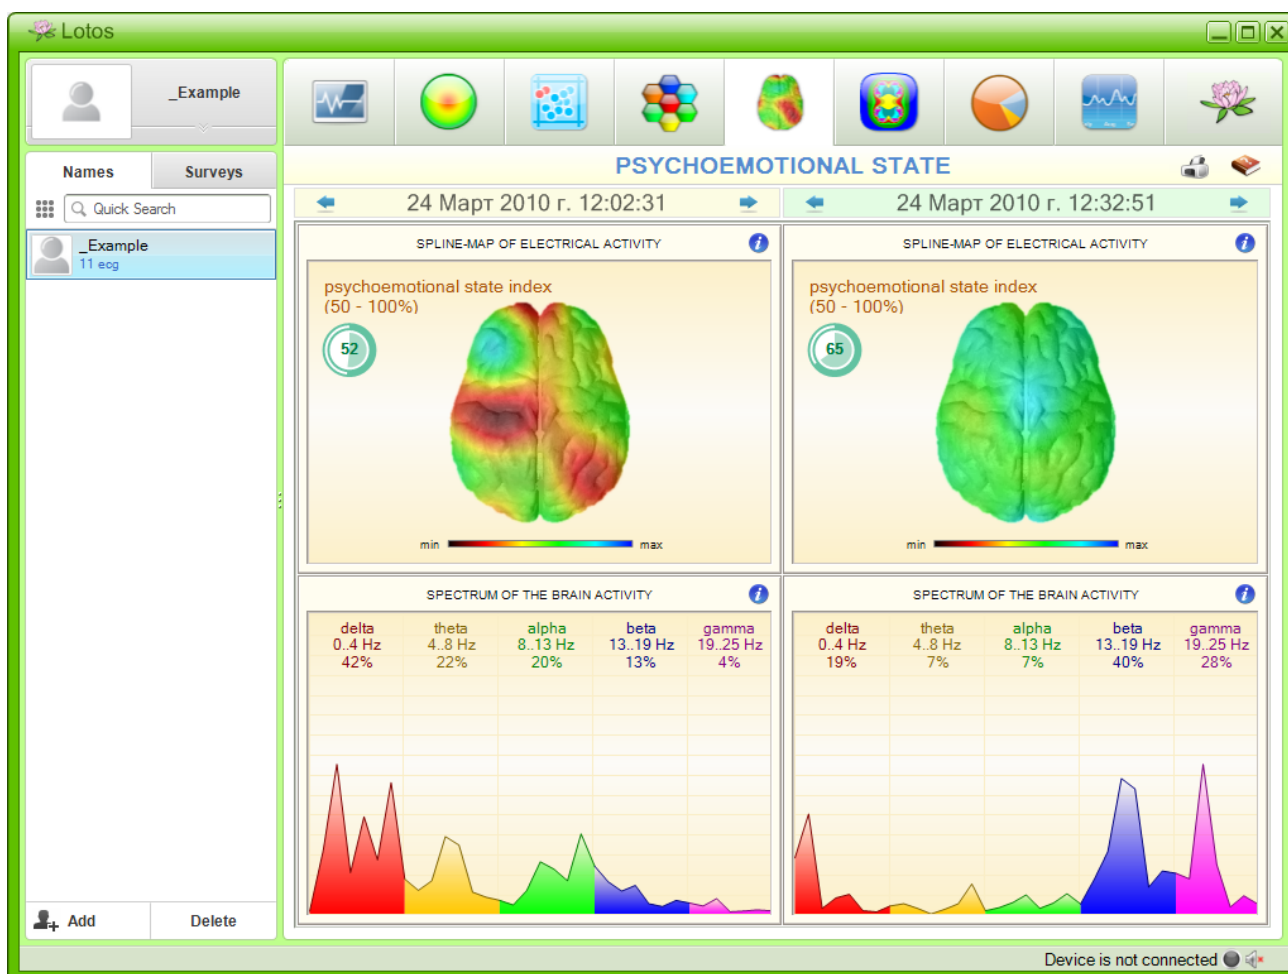 Lotos
_Example
Names
Surveys
Quick Search
_Example
11 ecg
Add
Delete
PSYCHOEMOTIONAL STATE
24 Март 2010 г. 12:02:31
24 Март 2010 г. 12:32:51
SPLINE-MAP OF ELECTRICAL ACTIVITY
psychoemotional state index
(50 - 100%)
52
min
max
SPLINE-MAP OF ELECTRICAL ACTIVITY
psychoemotional state index
(50 - 100%)
65
min
max
SPECTRUM OF THE BRAIN ACTIVITY
delta theta alpha beta gamma
0..4 Hz 4..8 Hz 8..13 Hz 13..19 Hz 19..25 Hz
42% 22% 20% 13% 4%
SPECTRUM OF THE BRAIN ACTIVITY
delta theta alpha beta gamma
0..4 Hz 4..8 Hz 8..13 Hz 13..19 Hz 19..25 Hz
19% 7% 7% 40% 28%
Device is not connected